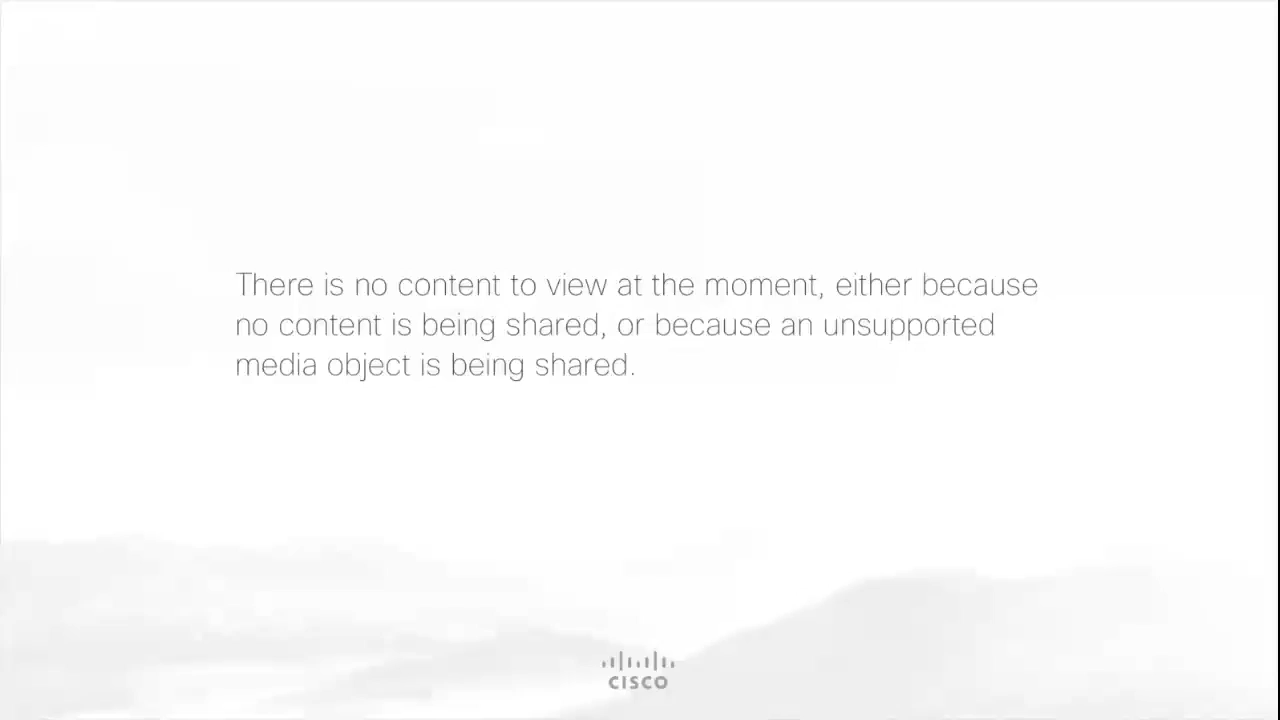 There is no content to view at the moment, either because
no content is being shared, or because an unsupported
media object is being shared.
CISCO